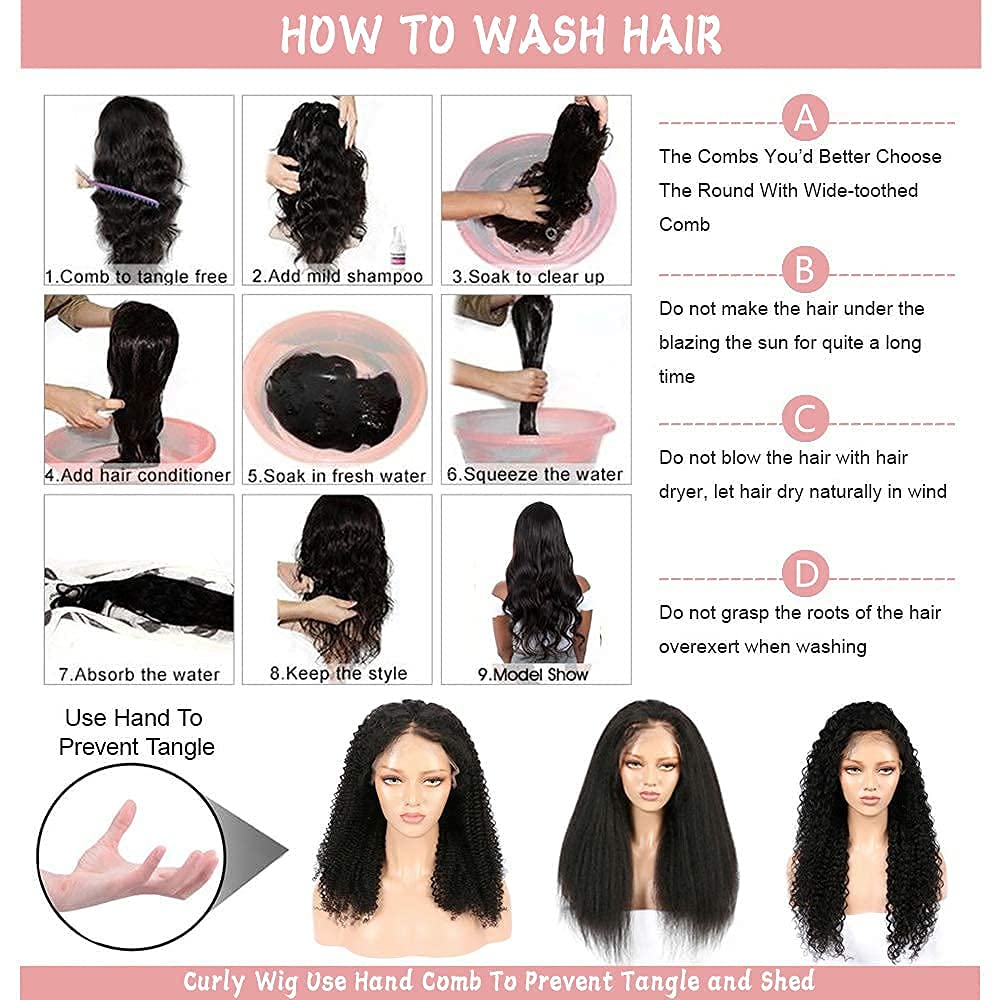 HOW TO WASH HAIR
1.Comb to tangle free
2.Add mild shampoo
3.Soak to clear up
4.Add hair conditioner
5.Soak in fresh water
6.Squeeze the water
7.Absorb the water
8.Keep the style
9.Model Show
A
The Combs You’d Better Choose
The Round With Wide-toothed
Comb
B
Do not make the hair under the
blazing the sun for quite a long
time
C
Do not blow the hair with hair
dryer, let hair dry naturally in wind
D
Do not grasp the roots of the hair
overexert when washing
Use Hand To
Prevent Tangle
Curly Wig Use Hand Comb To Prevent Tangle and Shed